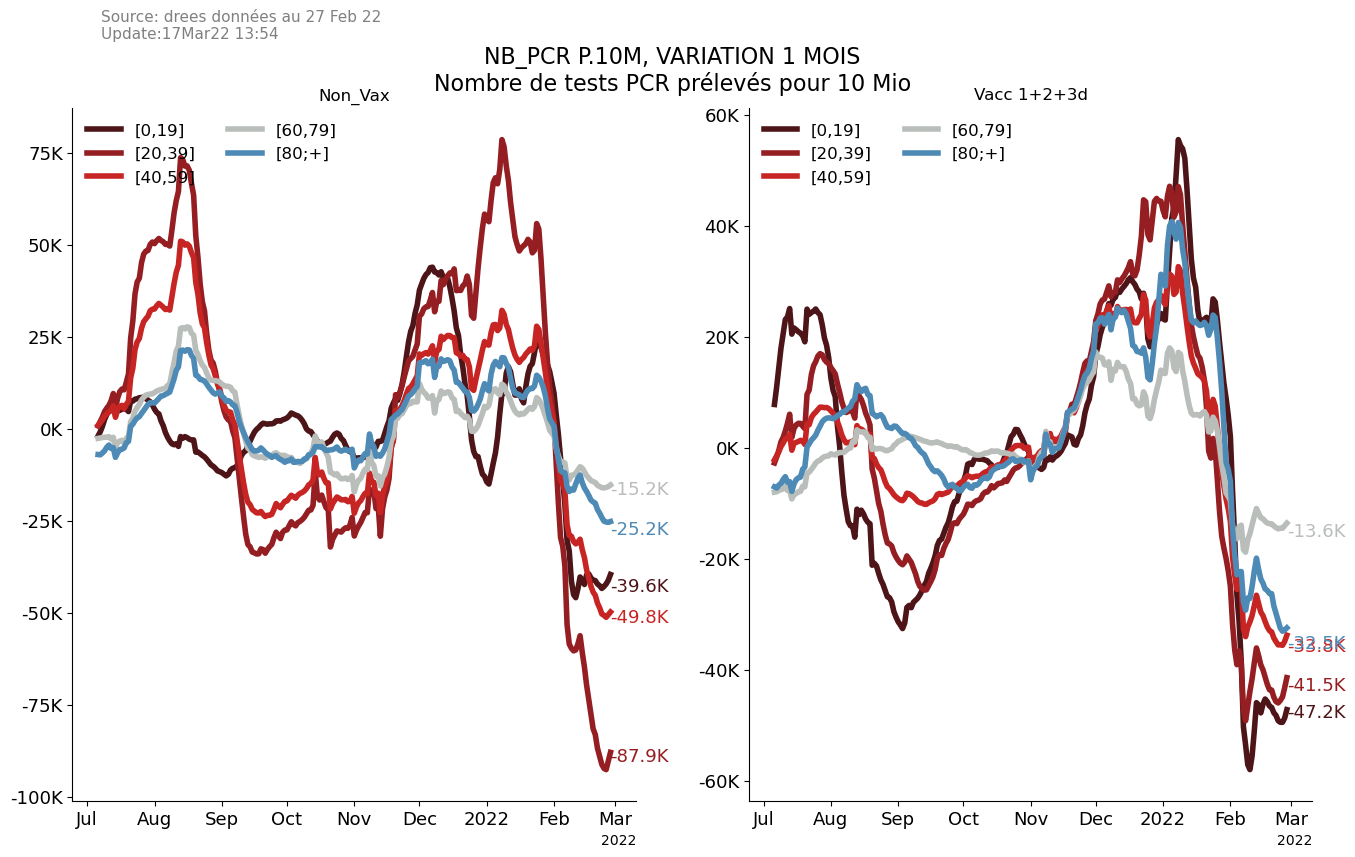 Source: drees données au 27 Feb 22
Update:17Mar22 13:54
NB_PCR P.10M, VARIATION 1 MOIS
Nombre de tests PCR prélevés pour 10 Mio
Non_Vax
[0,19]
[20,39]
[40,59]
[60,79]
[80;+]
75K
50K
25K
0K
-25K
-50K
-75K
-100K
-15.2K
-25.2K
-39.6K
-49.8K
-87.9K
Jul Aug Sep Oct Nov Dec 2022 Feb Mar
2022
Vacc 1+2+3d
[0,19]
[20,39]
[40,59]
[60,79]
[80;+]
60K
40K
20K
0K
-20K
-40K
-60K
-13.6K
-32.5K
-33.8K
-41.5K
-47.2K
Jul Aug Sep Oct Nov Dec 2022 Feb Mar
2022